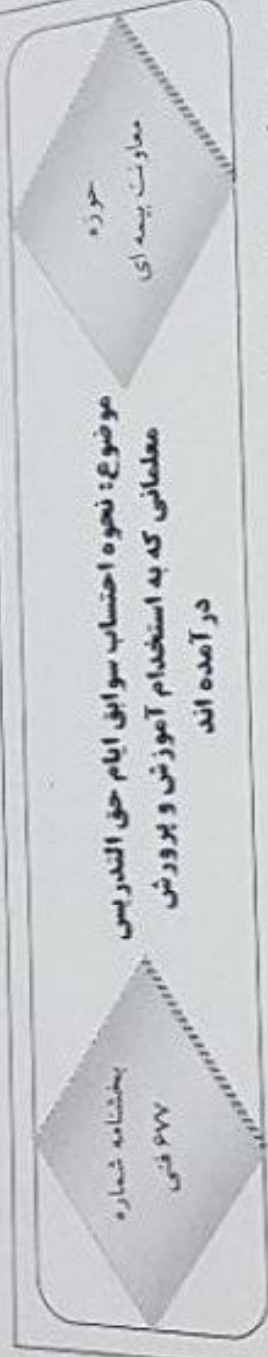 حوزه
معاونت بیمه ای
موضوع: نحوه احتساب سوابق ایام حق التدریس
معلمانی که به استخدام آموزش و پرورش
در آمده اند
بخشنامه شماره
۶۷۷ فنی